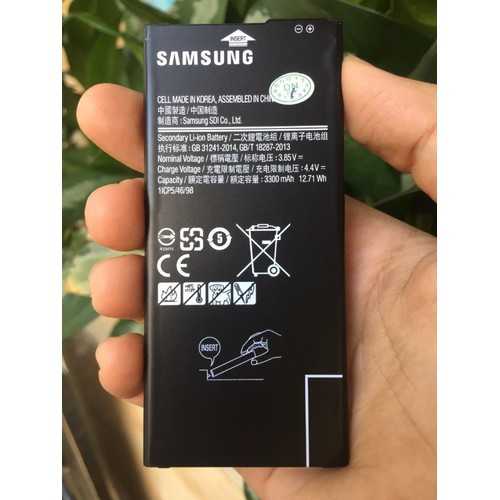 INSERT
SAMSUNG
CELL MADE IN KOREA, ASSEMBLED IN CHINA
中國製造 / 中国制造
制造商 : Samsung SDI Co., Ltd.
Secondary Li-ion Battery / 二次鋰電池組 / 锂离子电池组
执行标准: GB 31241-2014, GB/T 18287-2013
Nominal Voltage / 標稱電壓 / 标称电压 : 3.85V⎓
Charge Voltage / 充電限制電壓 / 充电限制电压 : 4.4V⎓
Capacity / 額定電容量 / 额定容量 : 3300 mAh 12.71 Wh
1ICP5/46/98
5
CE
INSERT